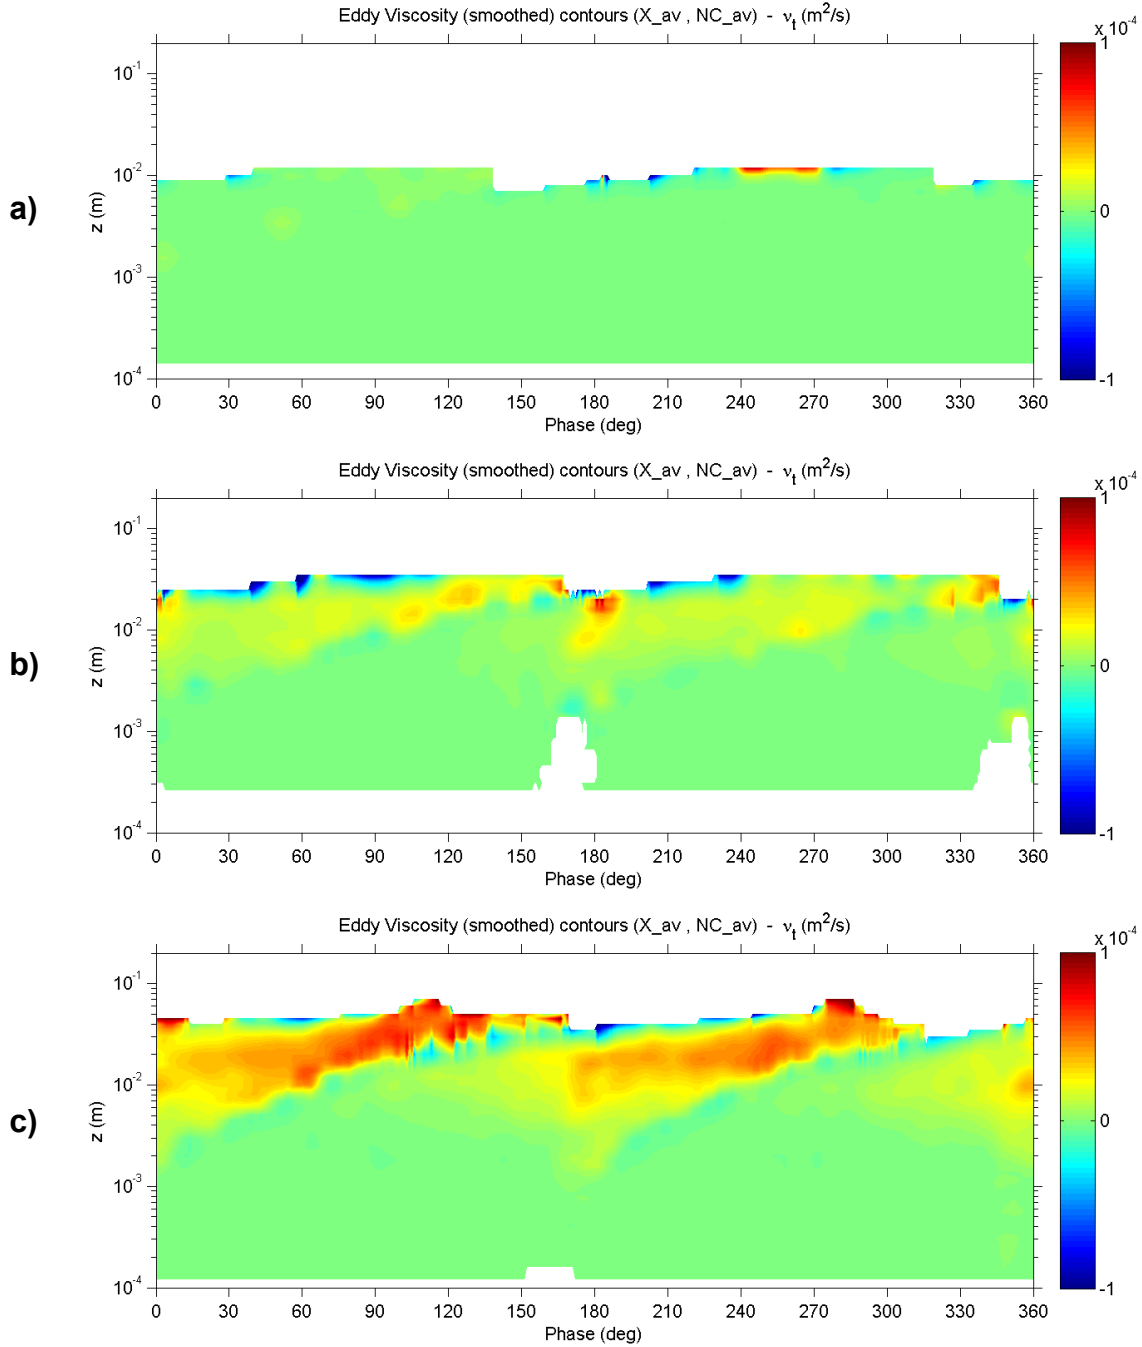 Eddy Viscosity (smoothed) contours (X_av , NC_av) - νt (m²/s)
x 10⁻⁴
10⁻¹
10⁻²
10⁻³
10⁻⁴
z (m)
a)
1
0
-1
0 30 60 90 120 150 180 210 240 270 300 330 360
Phase (deg)
Eddy Viscosity (smoothed) contours (X_av , NC_av) - νt (m²/s)
x 10⁻⁴
10⁻¹
10⁻²
10⁻³
10⁻⁴
z (m)
b)
1
0
-1
0 30 60 90 120 150 180 210 240 270 300 330 360
Phase (deg)
Eddy Viscosity (smoothed) contours (X_av , NC_av) - νt (m²/s)
x 10⁻⁴
10⁻¹
10⁻²
10⁻³
10⁻⁴
z (m)
c)
1
0
-1
0 30 60 90 120 150 180 210 240 270 300 330 360
Phase (deg)